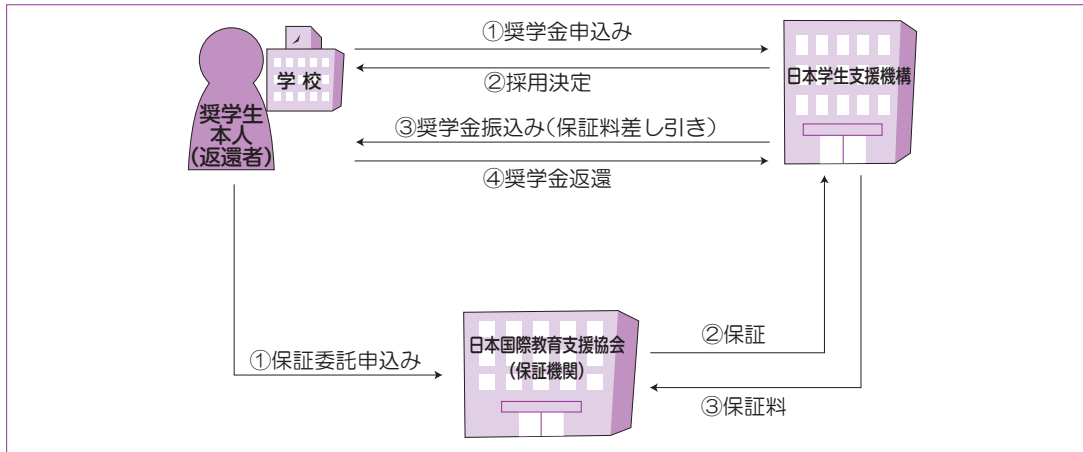 ①奨学金申込み
学校
日本学生支援機構
②採用決定
奨学生
本人
(返還者)
③奨学金振込み(保証料差し引き)
④奨学金返還
日本国際教育支援協会
(保証機関)
②保証
①保証委託申込み
③保証料